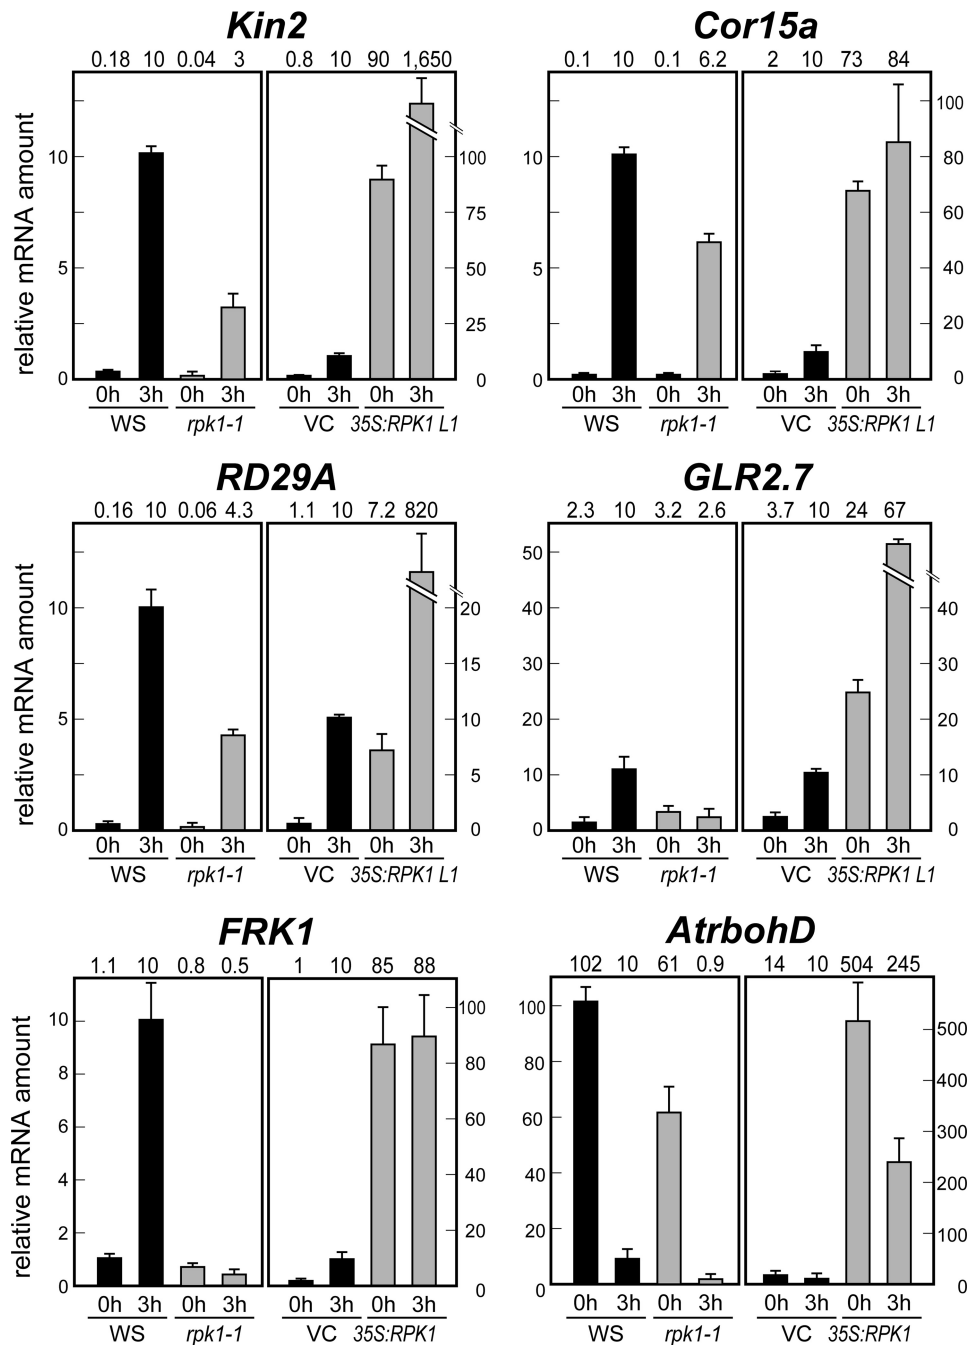 Kin2
0.18 10 0.04 3 0.8 10 90 1,650
relative mRNA amount
10
5
0
100
75
50
25
0
0h 3h 0h 3h 0h 3h 0h 3h
WS rpk1-1 VC 35S:RPK1 L1
Cor15a
0.1 10 0.1 6.2 2 10 73 84
10
5
0
100
80
60
40
20
0
0h 3h 0h 3h 0h 3h 0h 3h
WS rpk1-1 VC 35S:RPK1 L1
RD29A
0.16 10 0.06 4.3 1.1 10 7.2 820
relative mRNA amount
10
5
0
20
15
10
5
0
0h 3h 0h 3h 0h 3h 0h 3h
WS rpk1-1 VC 35S:RPK1 L1
GLR2.7
2.3 10 3.2 2.6 3.7 10 24 67
50
40
30
20
10
0
40
30
20
10
0
0h 3h 0h 3h 0h 3h 0h 3h
WS rpk1-1 VC 35S:RPK1 L1
FRK1
1.1 10 0.8 0.5 1 10 85 88
relative mRNA amount
10
8
6
4
2
0
100
80
60
40
20
0
0h 3h 0h 3h 0h 3h 0h 3h
WS rpk1-1 VC 35S:RPK1
AtrbohD
102 10 61 0.9 14 10 504 245
100
80
60
40
20
0
500
400
300
200
100
0
0h 3h 0h 3h 0h 3h 0h 3h
WS rpk1-1 VC 35S:RPK1